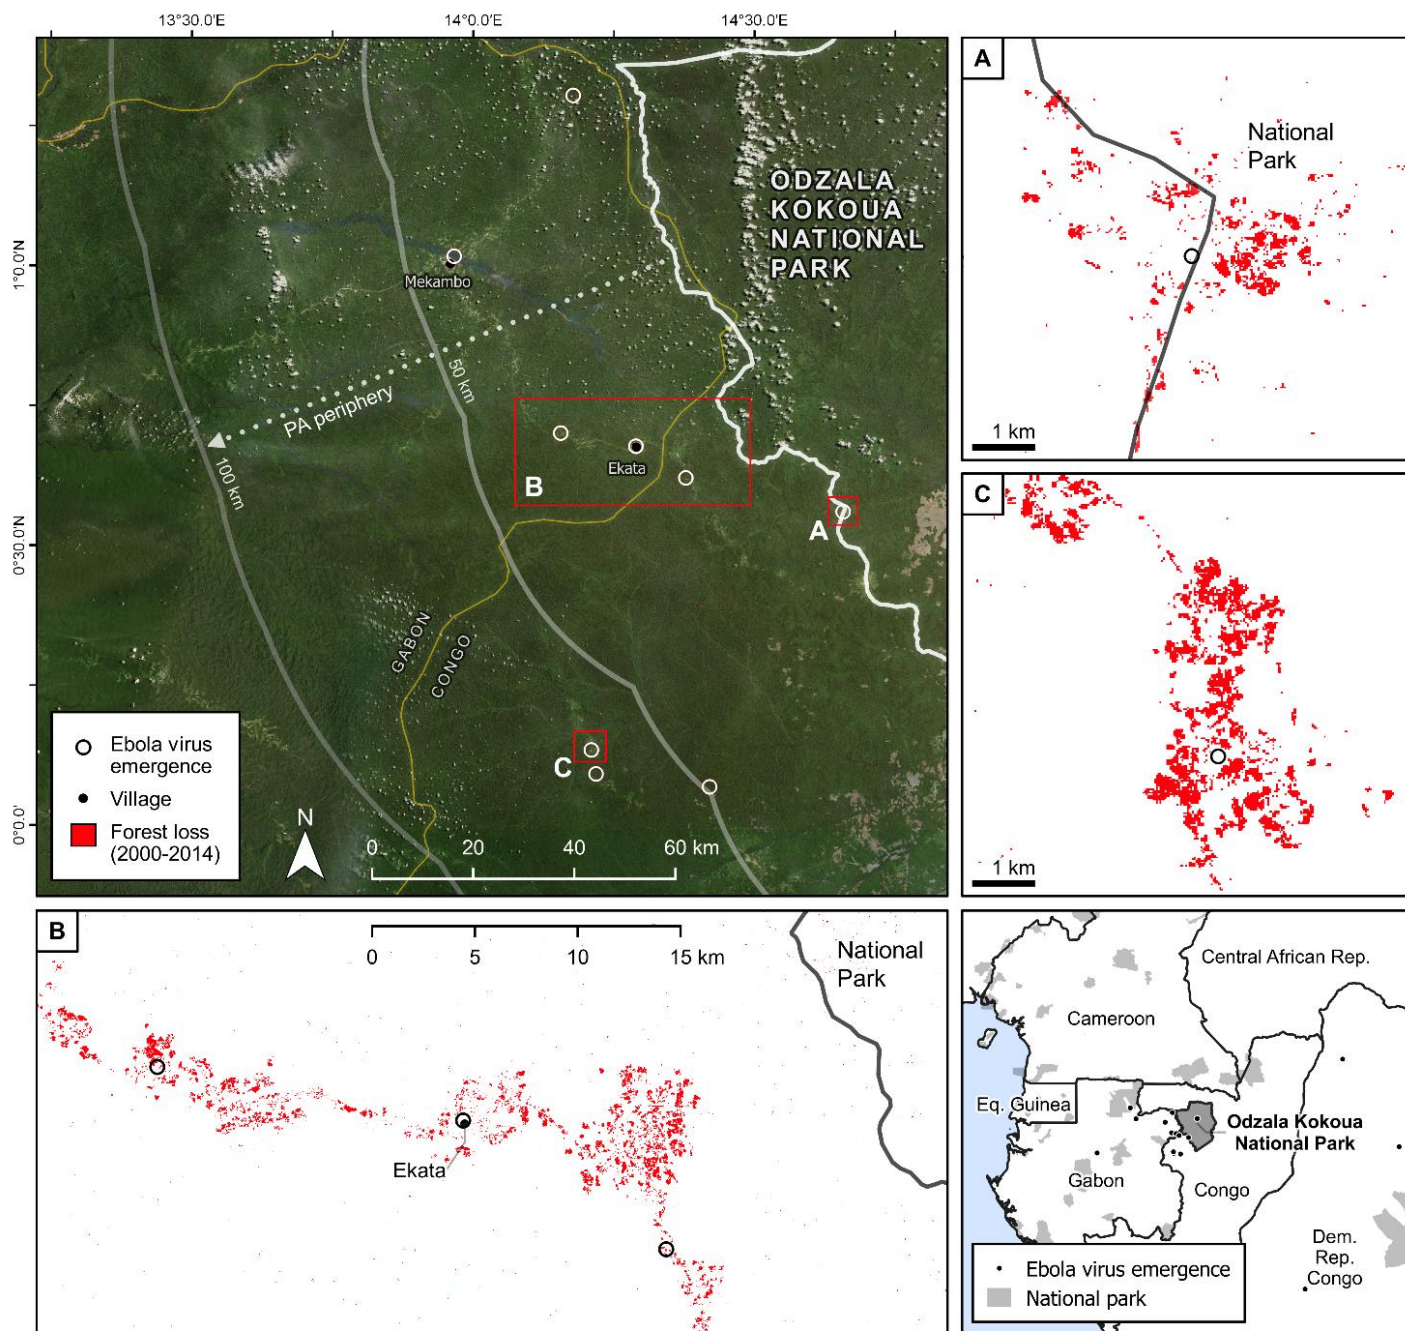 13°30.0'E
14°0.0'E
14°30.0'E
1°0.0'N
0°30.0'N
0°0.0'
ODZALA
KOKOUA
NATIONAL
PARK
Mekambo
PA periphery
50 km
100 km
Ekata
B
A
GABON
CONGO
C
Ebola virus
emergence
Village
Forest loss
(2000-2014)
N
0 20 40 60 km
A
National
Park
1 km
C
1 km
B
0 5 10 15 km
National
Park
Ekata
Central African Rep.
Cameroon
Eq. Guinea
Odzala Kokoua
National Park
Gabon
Congo
Dem.
Rep.
Congo
Ebola virus emergence
National park